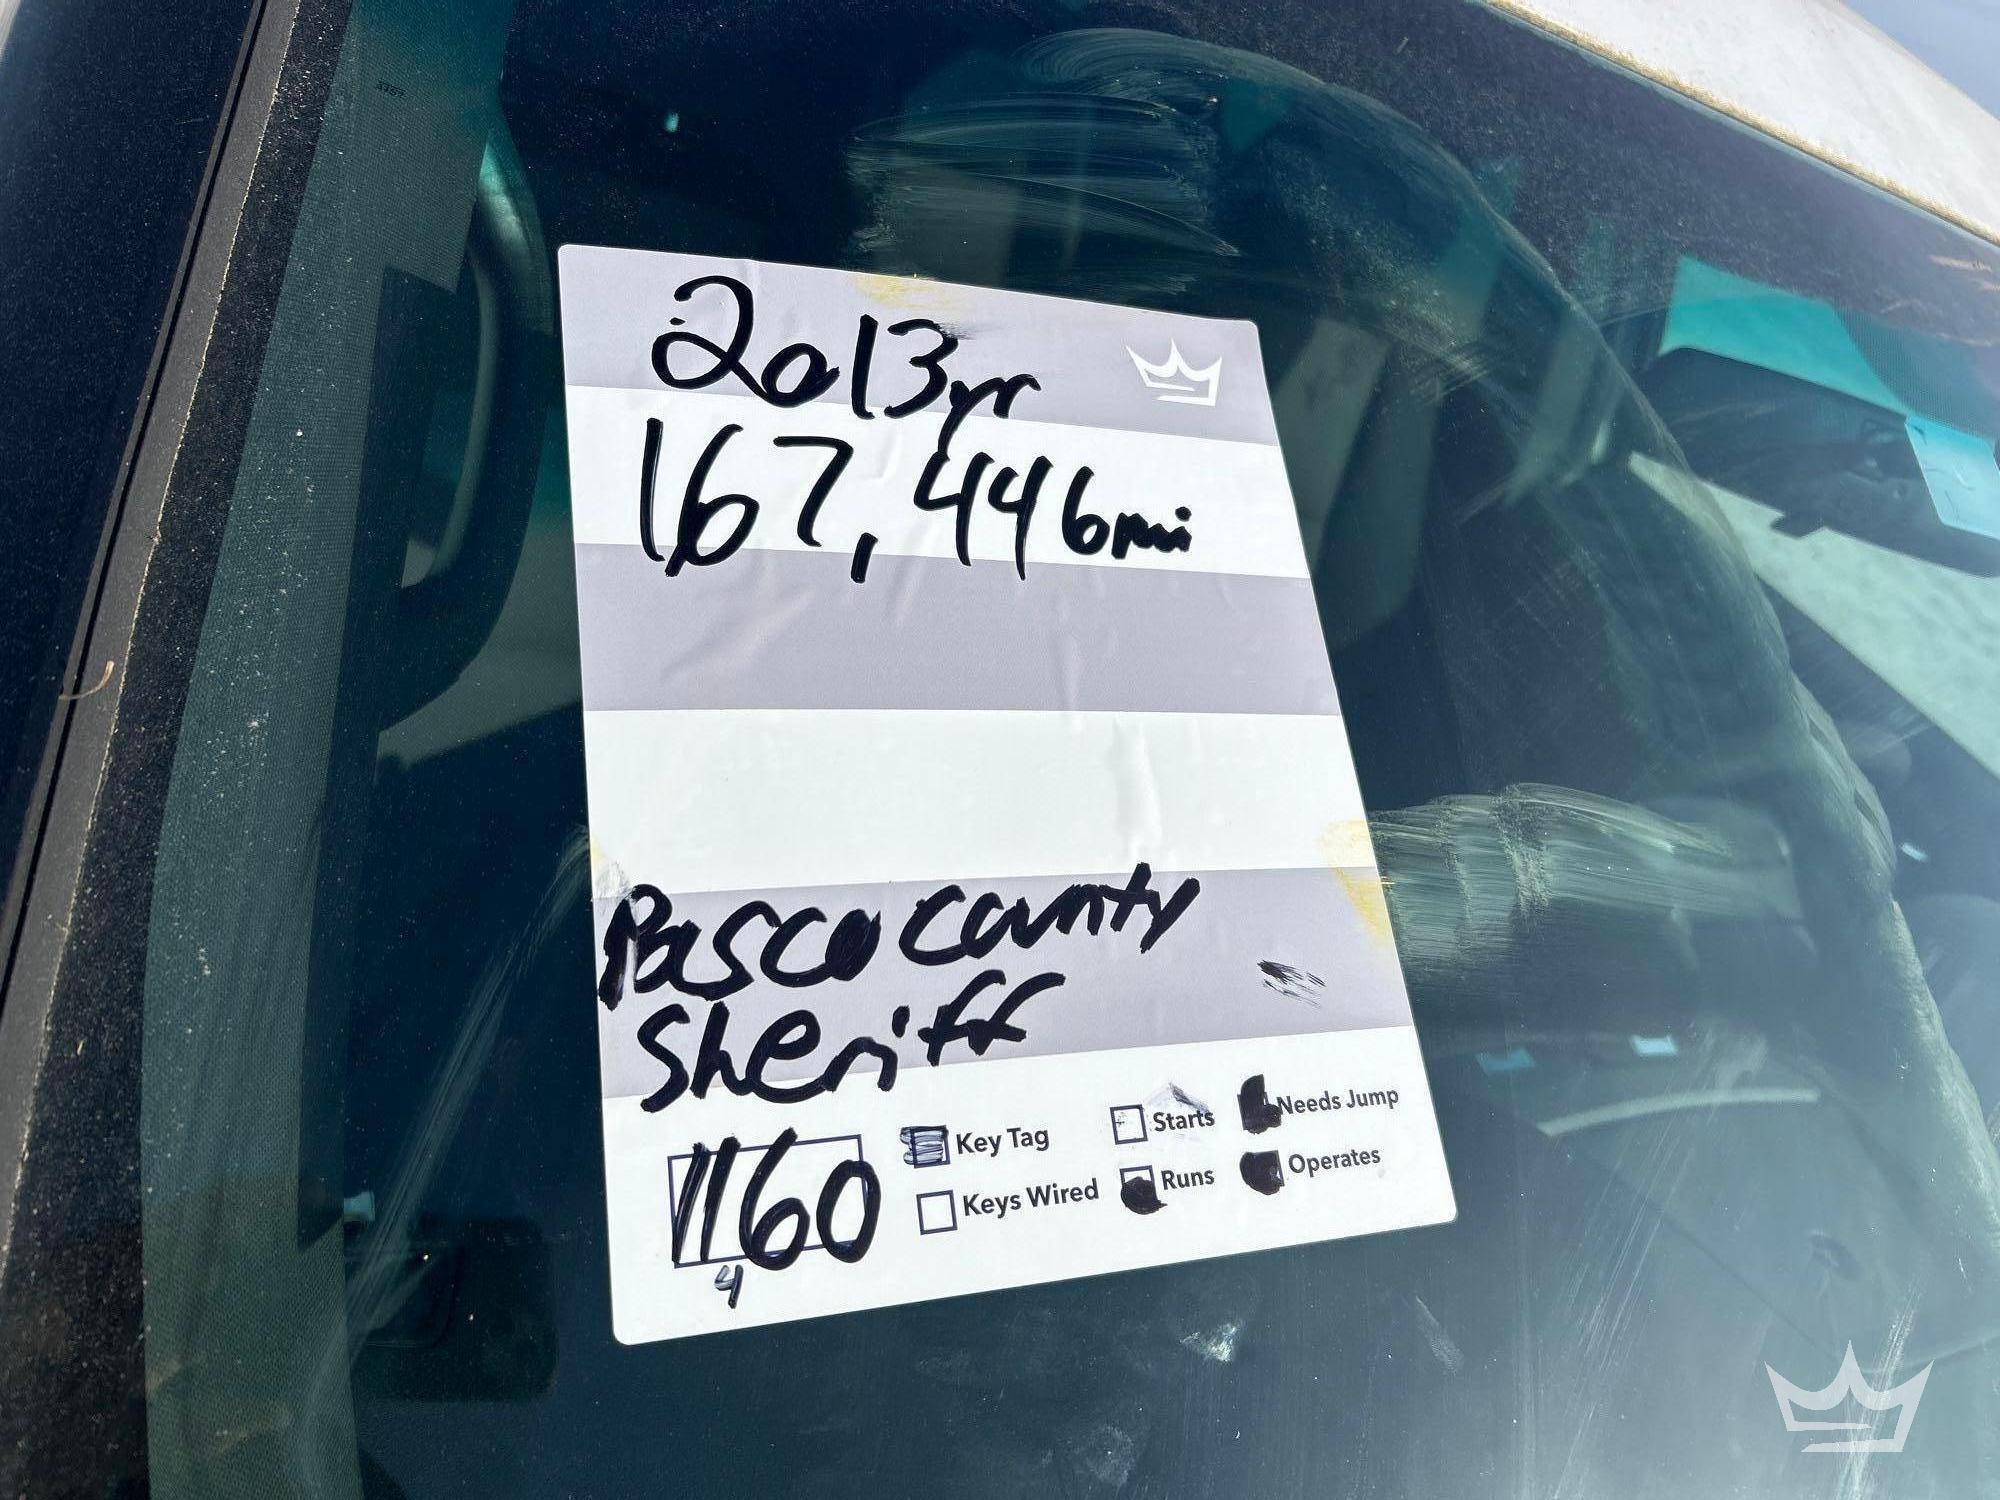 2013yr
167,446mi
Pasco County
Sheriff
1160
4
Key Tag
Starts
Needs Jump
Keys Wired
Runs
Operates